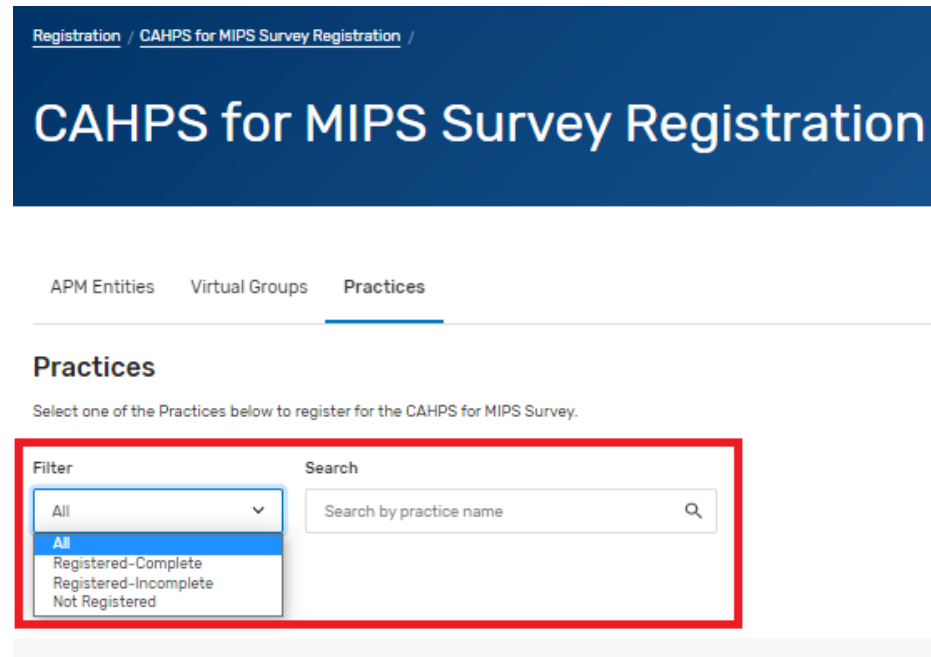 Registration / CAHPS for MIPS Survey Registration /
CAHPS for MIPS Survey Registration
APM Entities Virtual Groups Practices
Practices
Select one of the Practices below to register for the CAHPS for MIPS Survey.
Filter Search
All Search by practice name
All
Registered-Complete
Registered-Incomplete
Not Registered